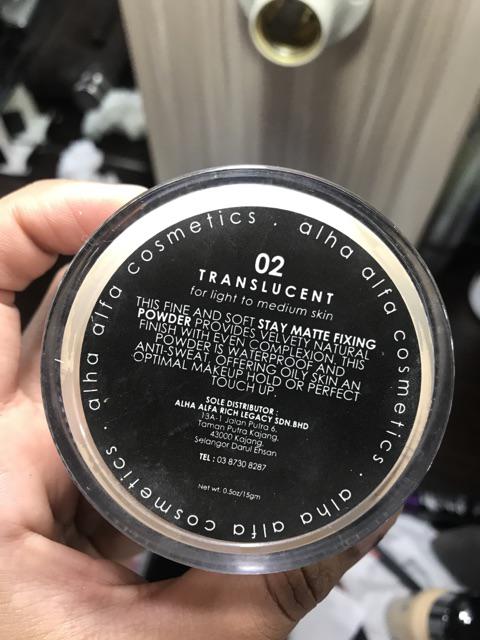 alha alfa cosmetics . alha alfa cosmetics . alha alfa cosmetics .
02
TRANSLUCENT
for light to medium skin
THIS FINE AND SOFT STAY MATTE FIXING
POWDER PROVIDES VELVETY NATURAL
FINISH WITH EVEN COMPLEXION. THIS
POWDER IS WATERPROOF AND
ANTI-SWEAT. OFFERING OILY SKIN AN
OPTIMAL MAKEUP HOLD OR PERFECT
TOUCH UP.
SOLE DISTRIBUTOR :
ALHA ALFA RICH LEGACY SDN.BHD
13A-1 Jalan Putra 6,
Taman Putra Kajang,
43000 Kajang,
Selangor Darul Ehsan
TEL : 03 8730 8287
Net wt. 0.5oz/15gm